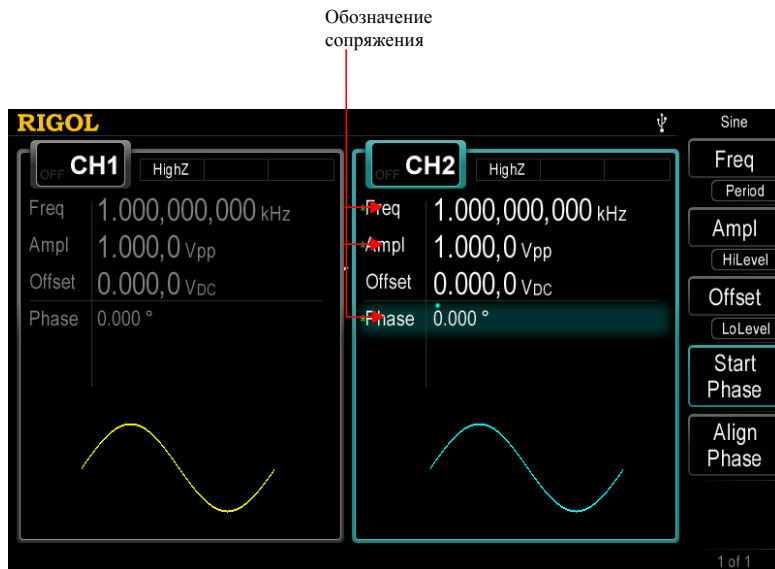 Обозначение
сопряжения
RIGOL
Sine
OFF CH1 HighZ
Freq 1.000,000,000 kHz
Ampl 1.000,0 Vpp
Offset 0.000,0 VDC
Phase 0.000 °
OFF CH2 HighZ
Freq 1.000,000,000 kHz
Ampl 1.000,0 Vpp
Offset 0.000,0 VDC
Phase 0.000 °
Freq
Period
Ampl
HiLevel
Offset
LoLevel
Start
Phase
Align
Phase
1 of 1